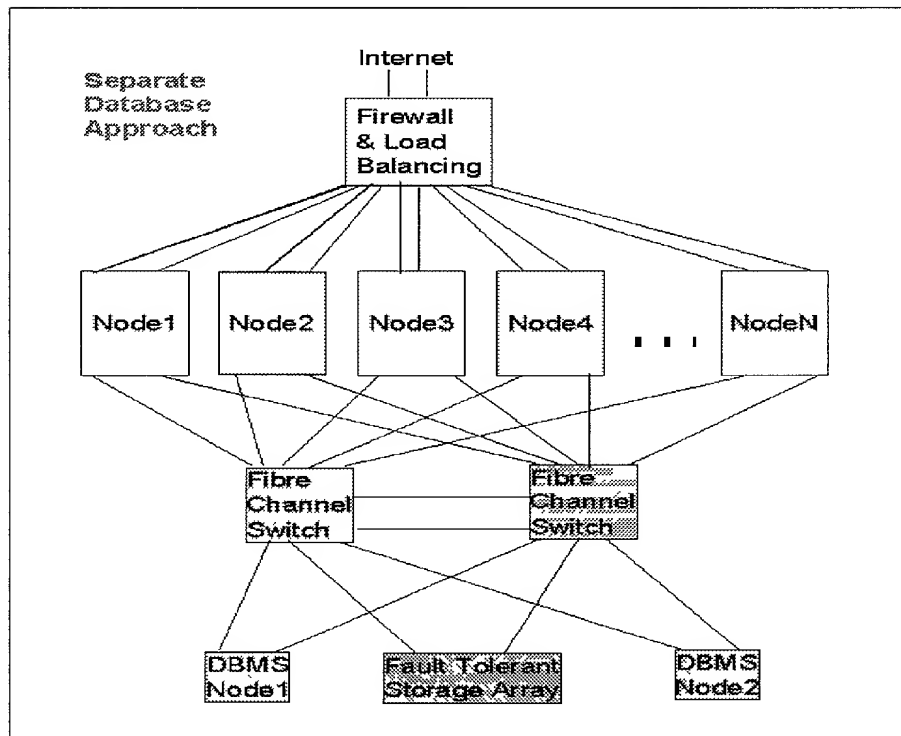 Internet
Separate
Database
Approach
Firewall
& Load
Balancing
Node1
Node2
Node3
Node4
NodeN
Fibre
Channel
Switch
Fibre
Channel
Switch
DBMS
Node1
Fault Tolerant
Storage Array
DBMS
Node2